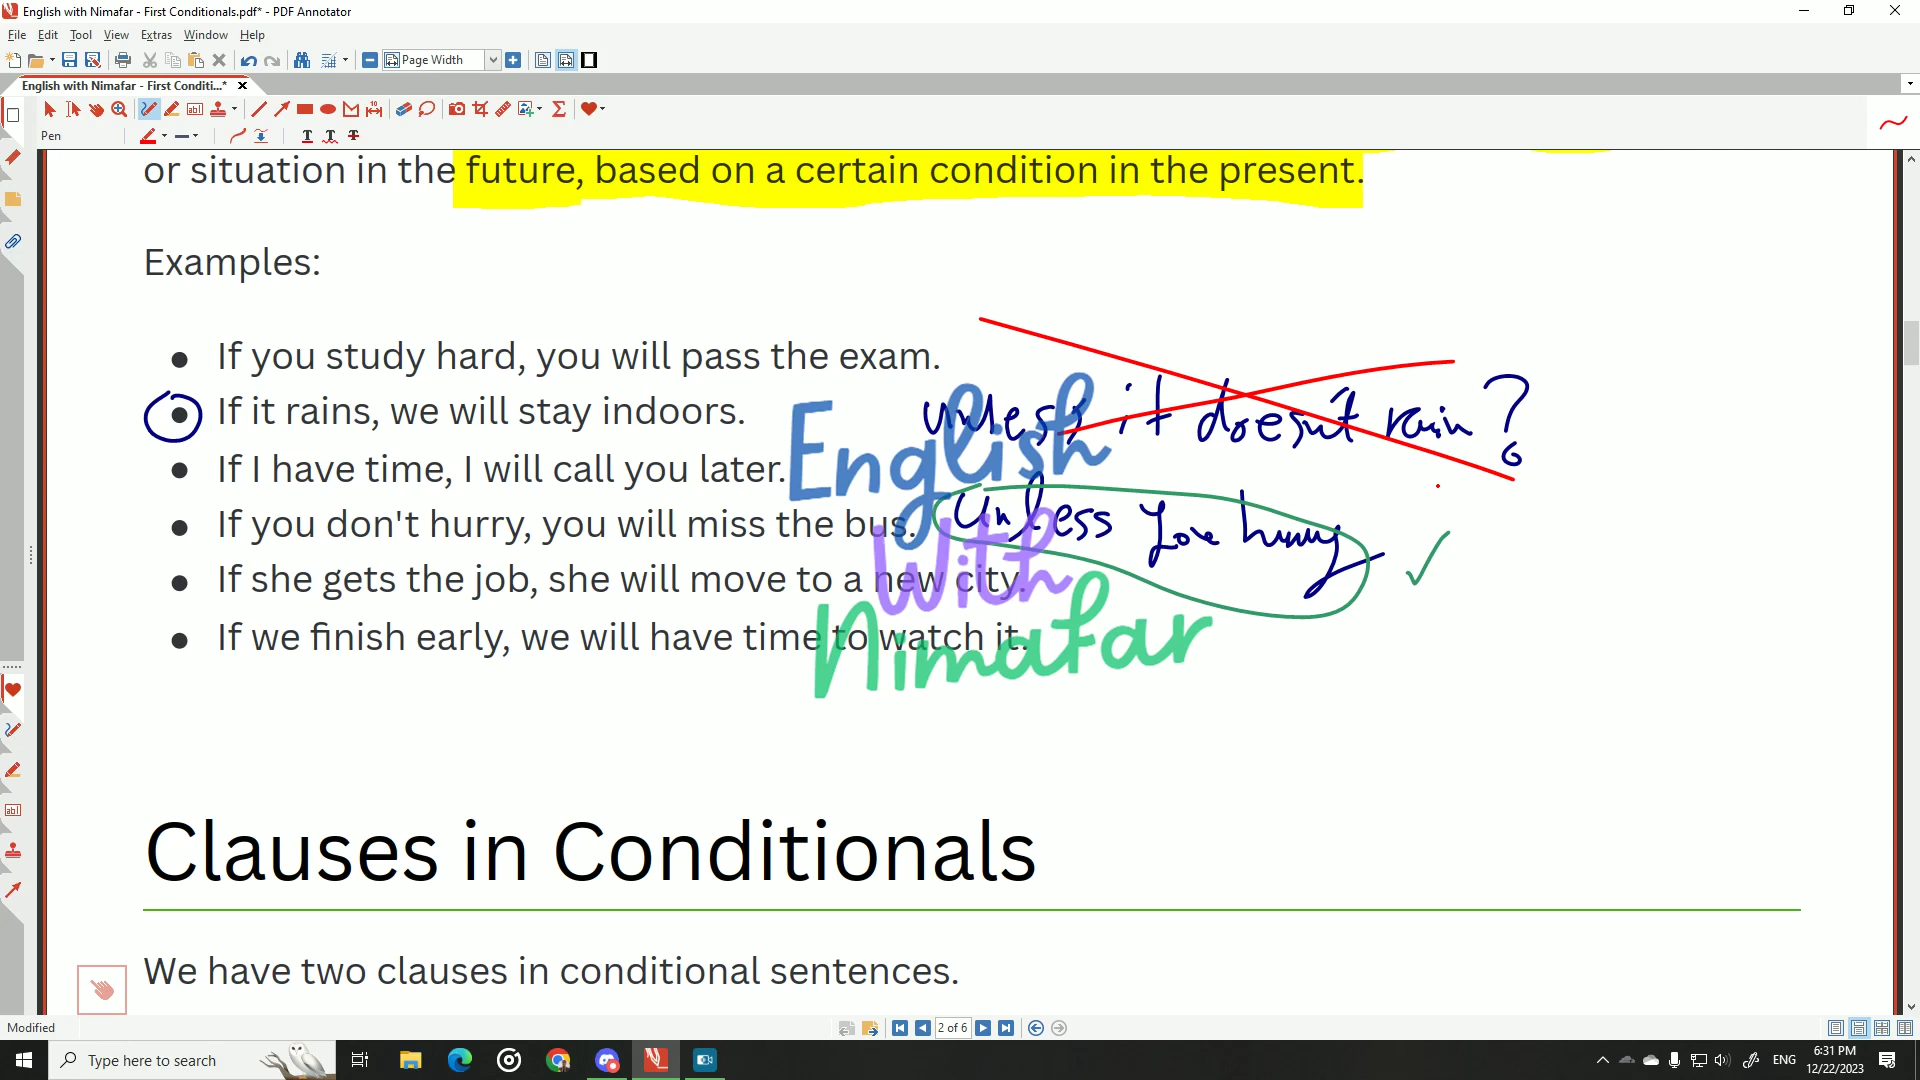 English with Nimafar - First Conditionals.pdf* - PDF Annotator
File Edit Tool View Extras Window Help
Page Width
English with Nimafar - First Conditi...*
Pen
or situation in the future, based on a certain condition in the present.
Examples:
● If you study hard, you will pass the exam.
● If it rains, we will stay indoors.
unless it doesn't rain?
● If I have time, I will call you later.
● If you don't hurry, you will miss the bus.
Unless you hurry
● If she gets the job, she will move to a new city.
● If we finish early, we will have time to watch it.
English
With
Nimafar
Clauses in Conditionals
We have two clauses in conditional sentences.
Modified
2 of 6
Type here to search
ENG
6:31 PM
12/22/2023